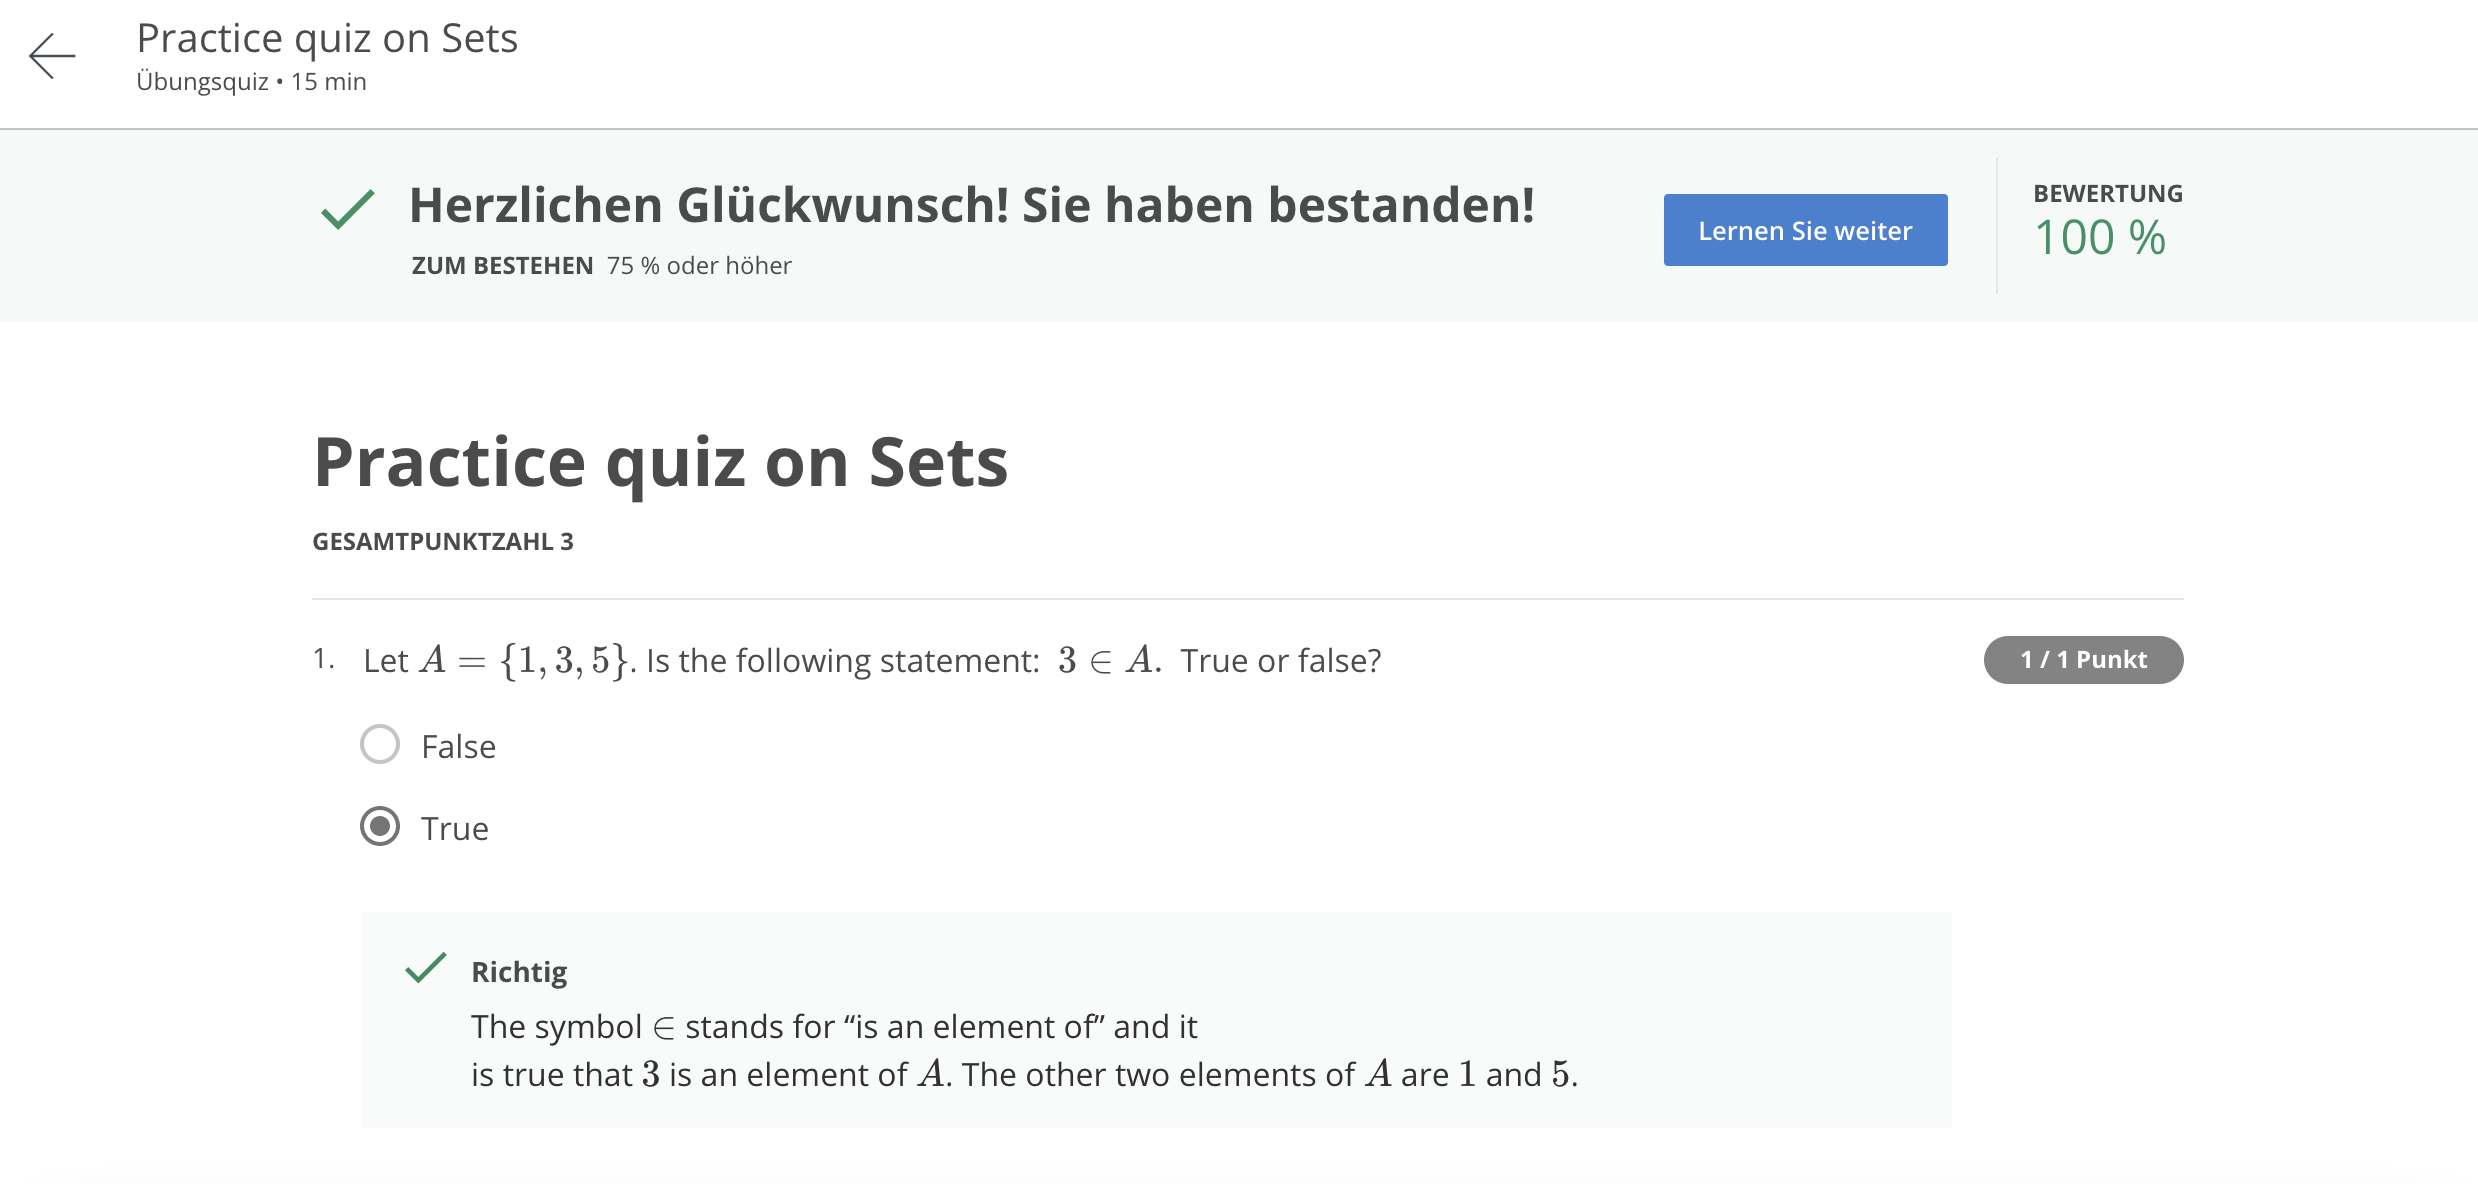 Practice quiz on Sets
Übungsquiz • 15 min
Herzlichen Glückwunsch! Sie haben bestanden!
ZUM BESTEHEN 75 % oder höher
Lernen Sie weiter
BEWERTUNG
100 %
Practice quiz on Sets
GESAMTPUNKTZAHL 3
1. Let A = {1, 3, 5}. Is the following statement: 3 ∈ A. True or false?
1 / 1 Punkt
False
True
Richtig
The symbol ∈ stands for “is an element of” and it
is true that 3 is an element of A. The other two elements of A are 1 and 5.